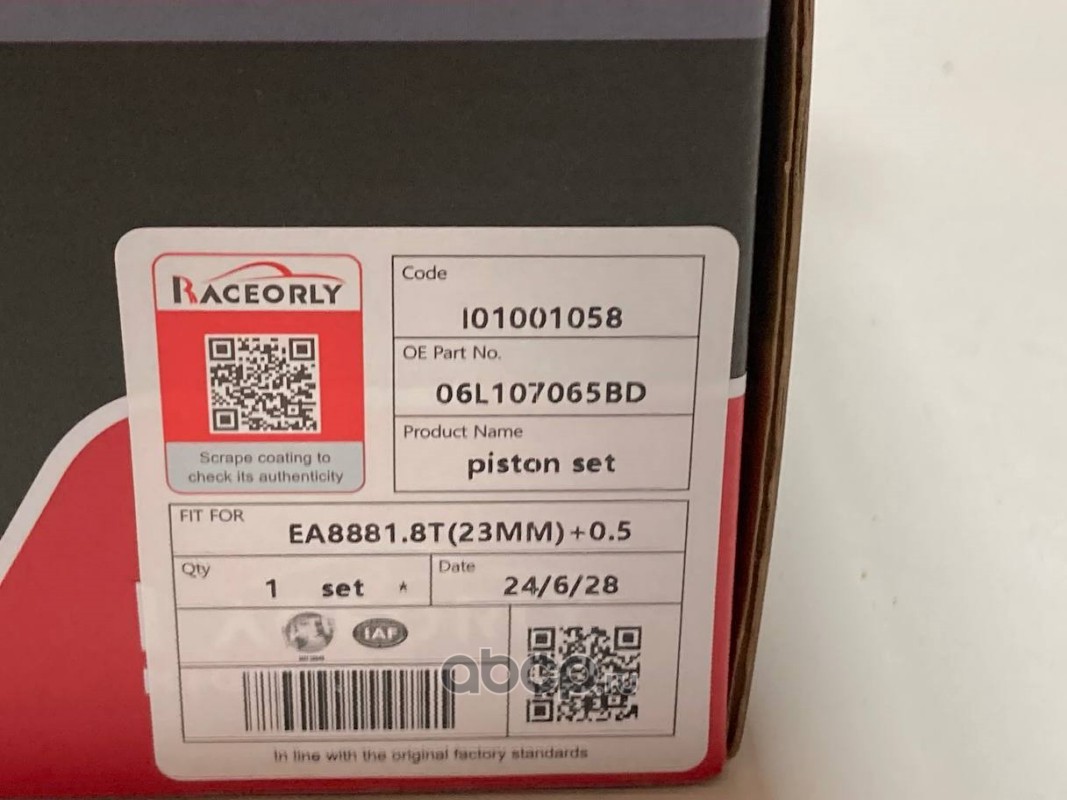 RACEORLY
Scrape coating to
check its authenticity
Code
I01001058
OE Part No.
06L107065BD
Product Name
piston set
FIT FOR
EA8881.8T(23MM)+0.5
Qty
1 set *
Date
24/6/28
IAF
In line with the original factory standards